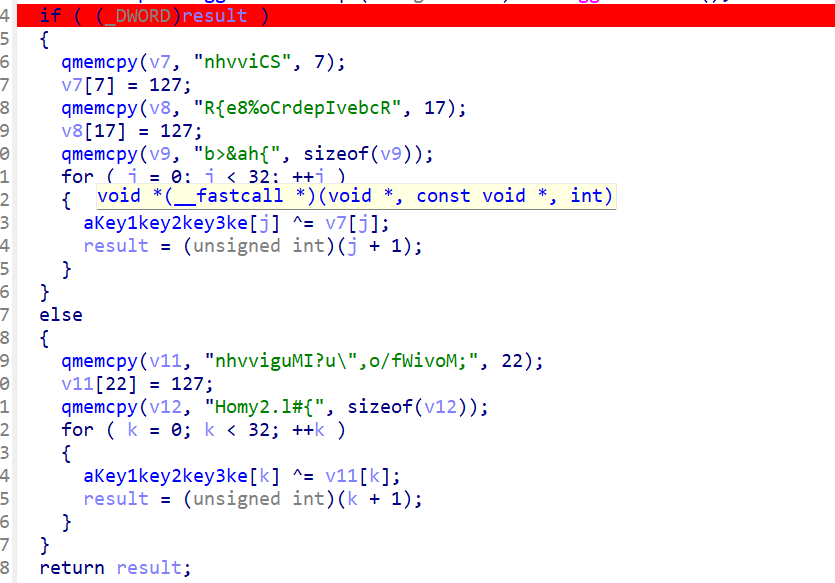 4 if ( (_DWORD)result )
5 {
6 qmemcpy(v7, "nhvviCS", 7);
7 v7[7] = 127;
8 qmemcpy(v8, "R{e8%oCrdepIvebcR", 17);
9 v8[17] = 127;
0 qmemcpy(v9, "b>&ah{", sizeof(v9));
1 for ( j = 0; j < 32; ++j )
2 { void *(__fastcall *)(void *, const void *, int)
3 aKey1key2key3ke[j] ^= v7[j];
4 result = (unsigned int)(j + 1);
5 }
6 }
7 else
8 {
9 qmemcpy(v11, "nhvviguMI?u\",o/fWivoM;", 22);
0 v11[22] = 127;
1 qmemcpy(v12, "Homy2.l#{", sizeof(v12));
2 for ( k = 0; k < 32; ++k )
3 {
4 aKey1key2key3ke[k] ^= v11[k];
5 result = (unsigned int)(k + 1);
6 }
7 }
8 return result;